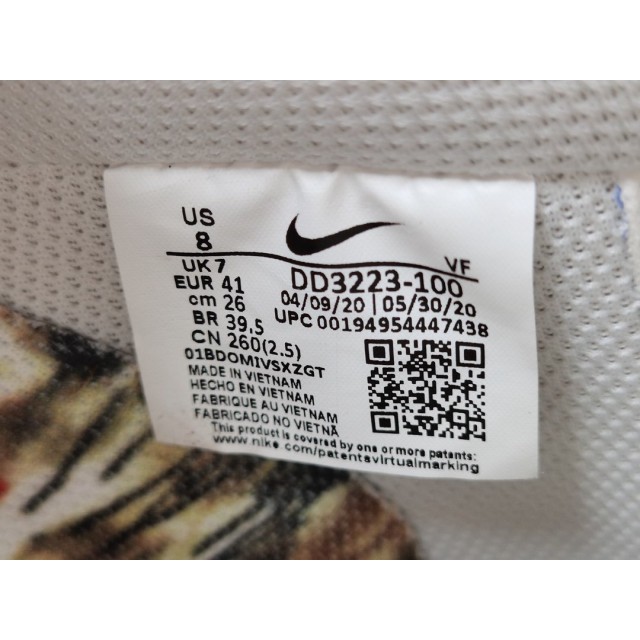 US
8
UK 7
EUR 41
cm 26
BR 39,5
CN 260(2.5)
VF
DD3223-100
04/09/20 | 05/30/20
UPC 00194954447438
01BDOMIVSXZGT
MADE IN VIETNAM
HECHO EN VIETNAM
FABRIQUE AU VIETNAM
FABRICADO NO VIETNÃ
This product is covered by one or more patents:
www.nike.com/patentsvirtualmarking